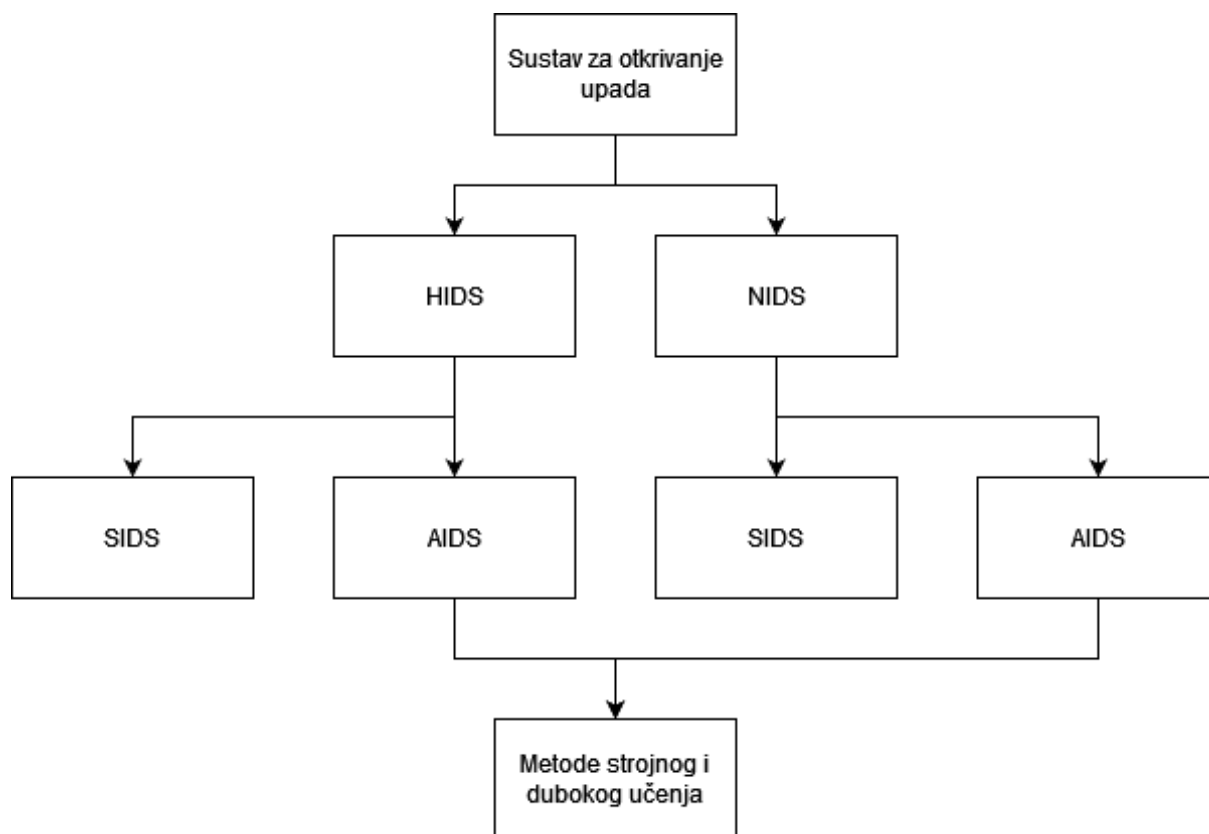 Sustav za otkrivanje
upada
HIDS
NIDS
SIDS
AIDS
SIDS
AIDS
Metode strojnog i
dubokog učenja